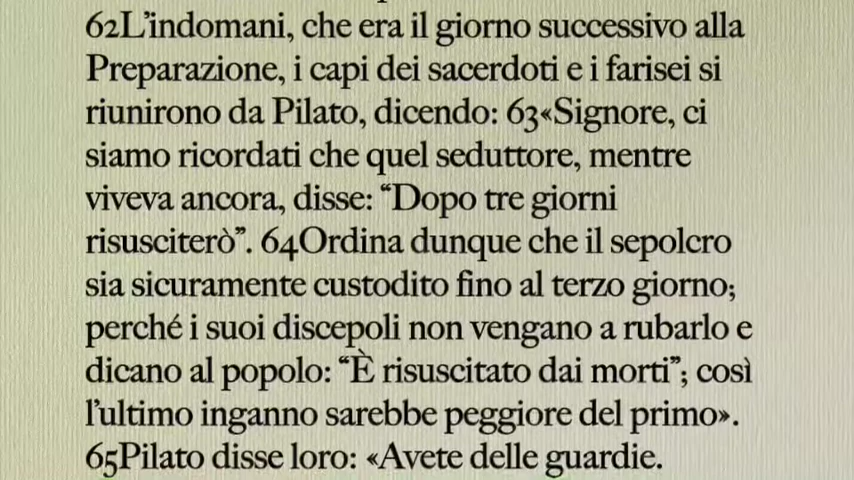 62L’indomani, che era il giorno successivo alla
Preparazione, i capi dei sacerdoti e i farisei si
riunirono da Pilato, dicendo: 63«Signore, ci
siamo ricordati che quel seduttore, mentre
viveva ancora, disse: “Dopo tre giorni
risusciterò”. 64Ordina dunque che il sepolcro
sia sicuramente custodito fino al terzo giorno;
perché i suoi discepoli non vengano a rubarlo e
dicano al popolo: “È risuscitato dai morti”; così
l’ultimo inganno sarebbe peggiore del primo».
65Pilato disse loro: «Avete delle guardie.